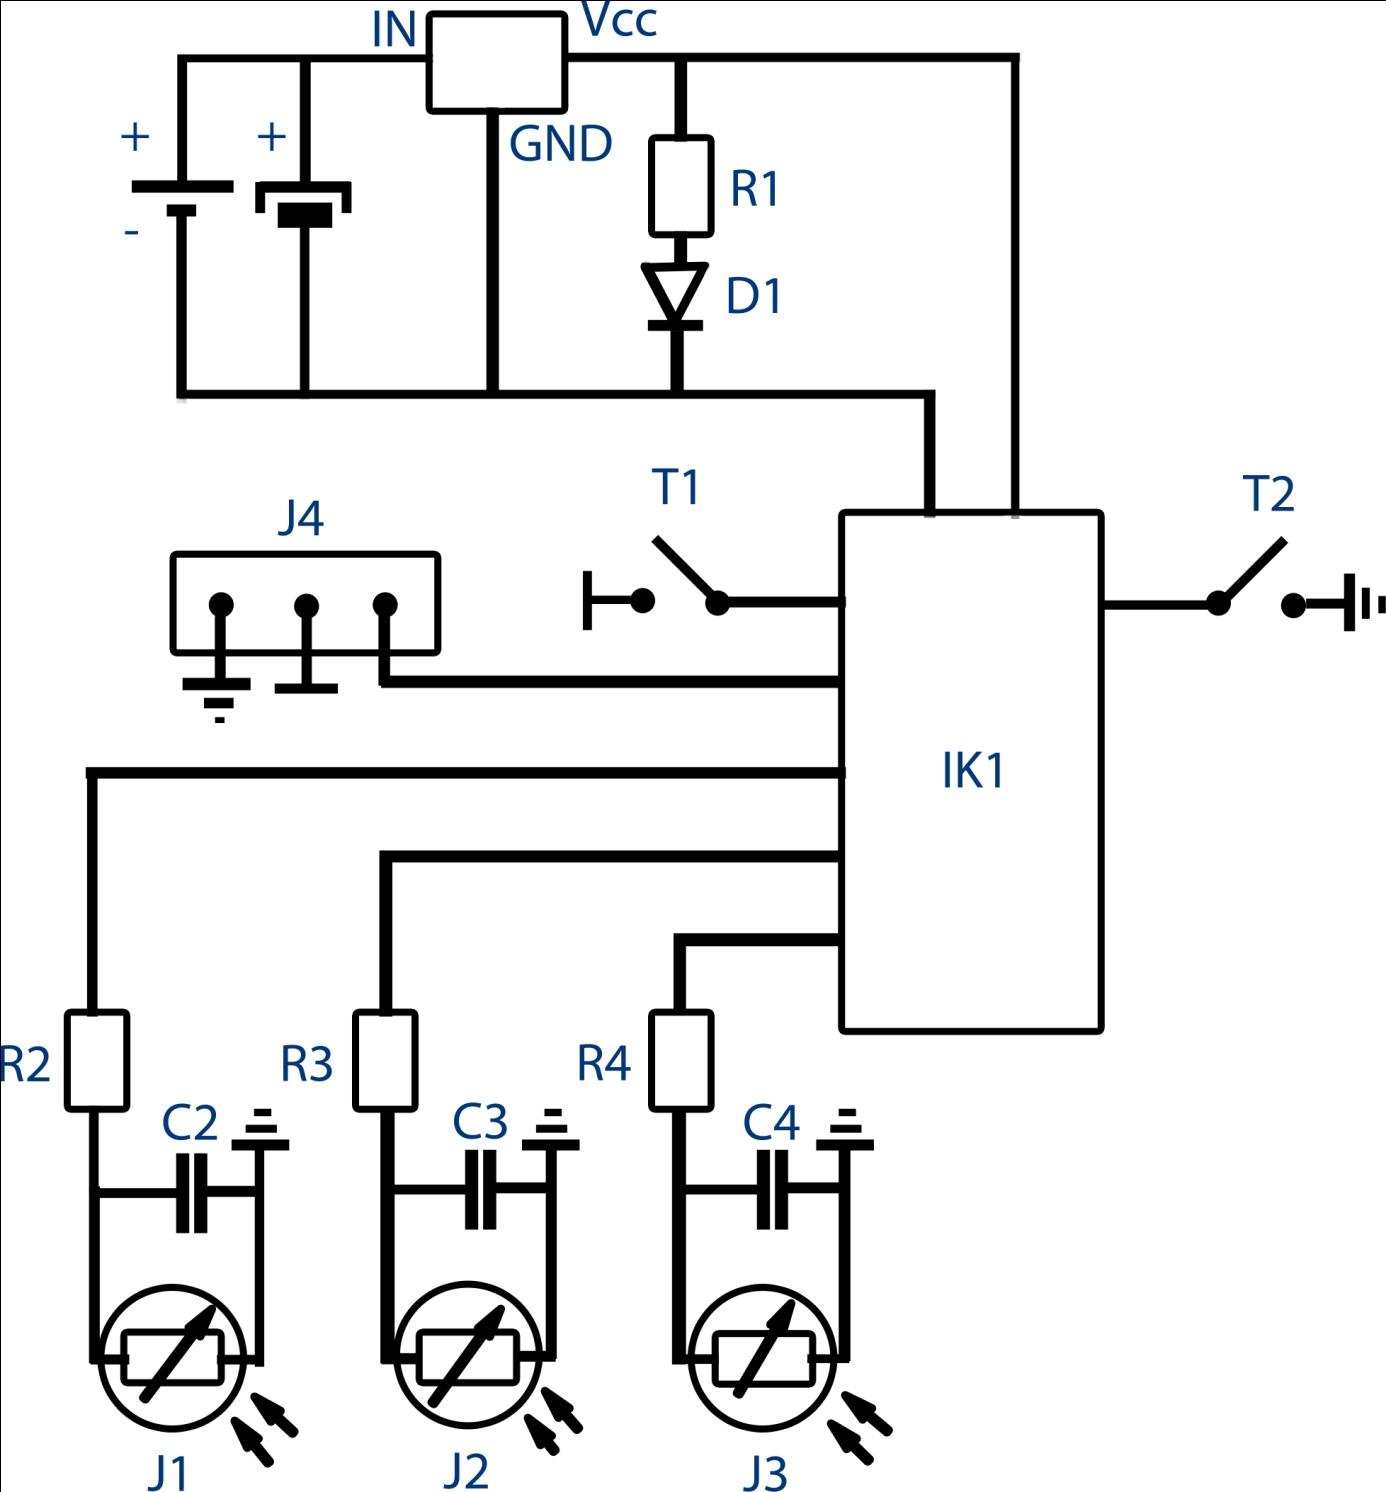 IN
Vcc
+
+
GND
R1
-
D1
T1
T2
J4
IK1
R2
R3
R4
C2
C3
C4
J1
J2
J3